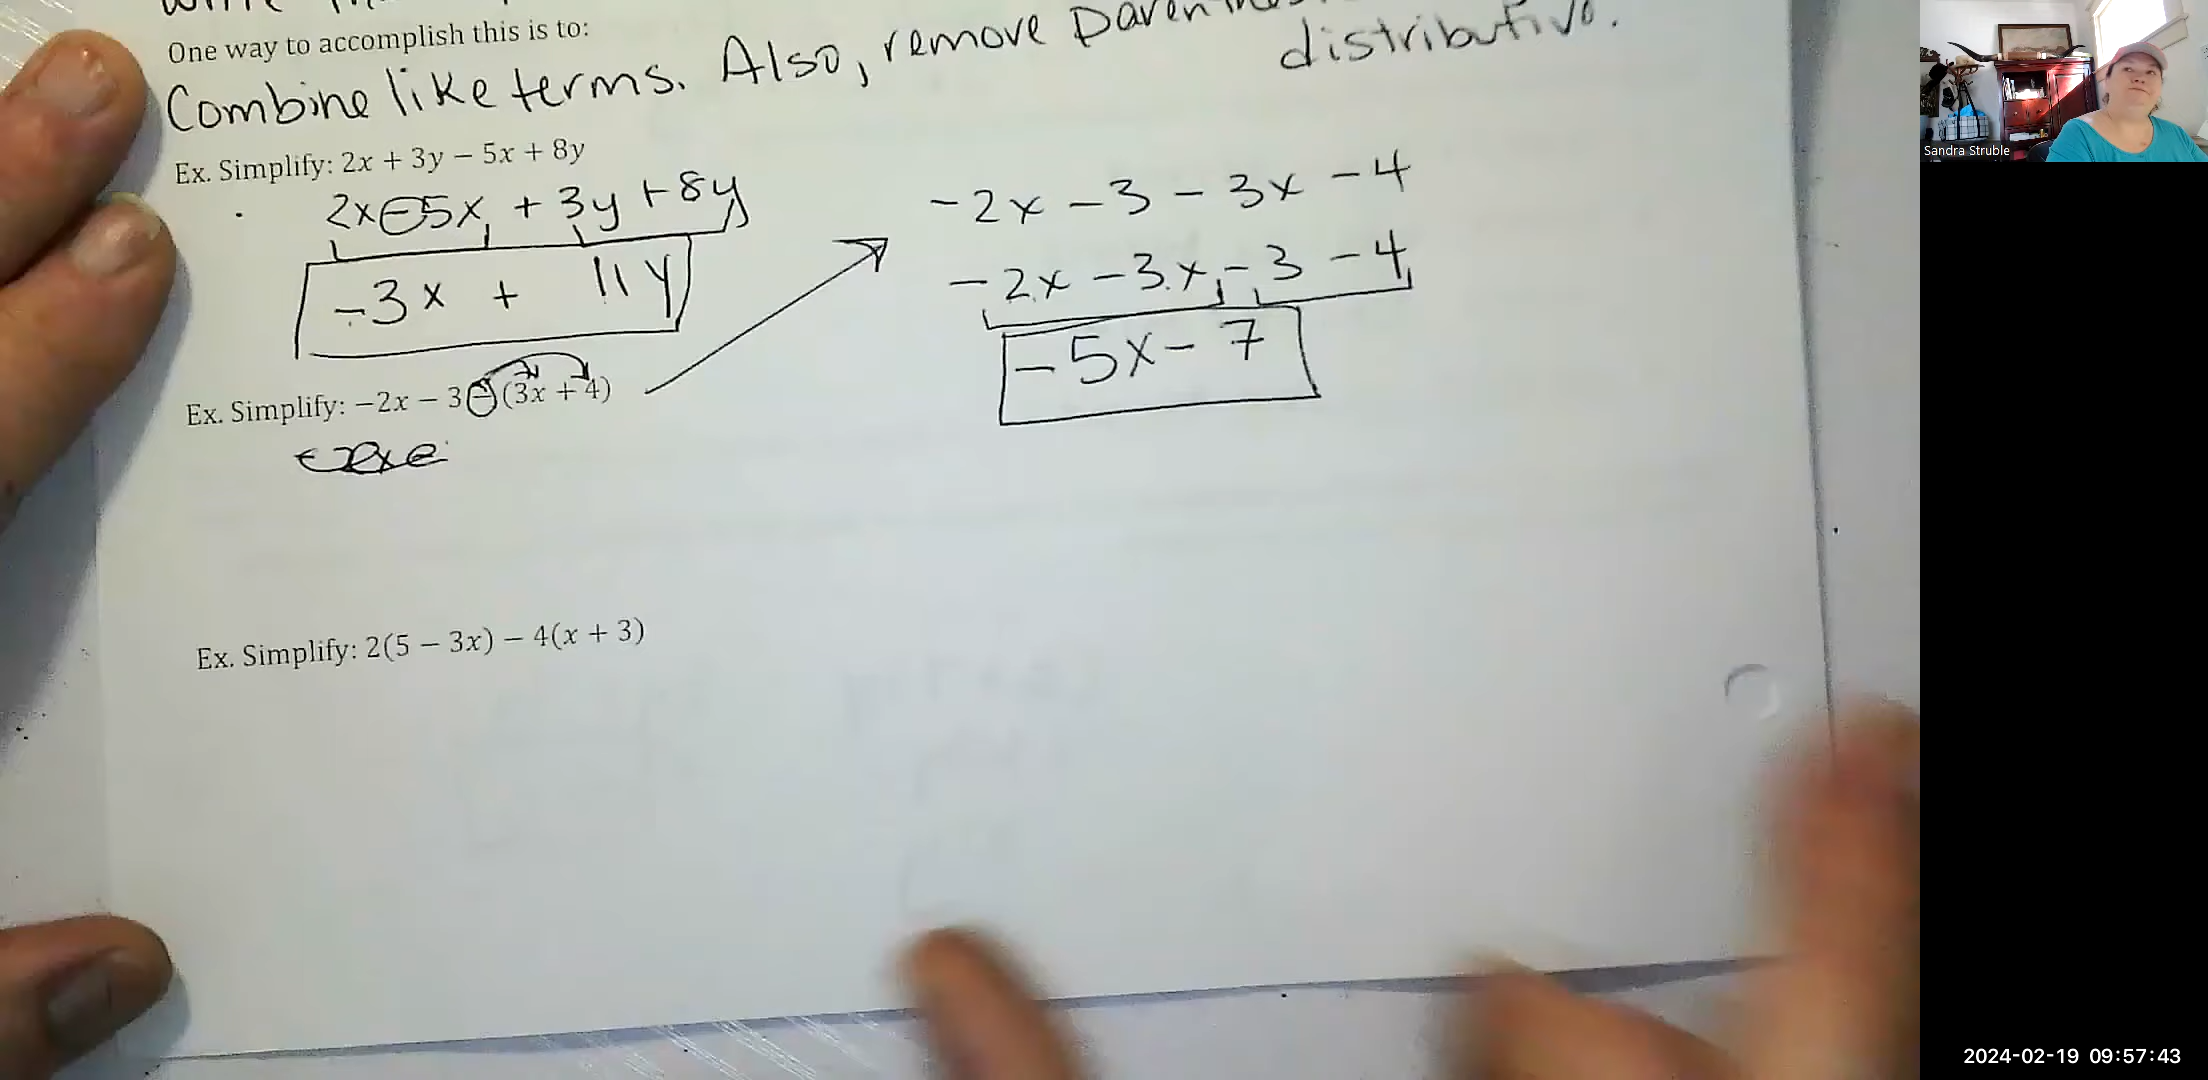 One way to accomplish this is to:
Combine like terms. Also, remove
distributive.
Ex. Simplify: 2x + 3y − 5x + 8y
2x − 5x + 3y + 8y
−3x + 11y
Ex. Simplify: −2x − 3 − (3x + 4)
−2x − 3 − 3x − 4
−2x − 3x − 3 − 4
−5x − 7
Ex. Simplify: 2(5 − 3x) − 4(x + 3)
Sandra Struble
2024-02-19 09:57:43